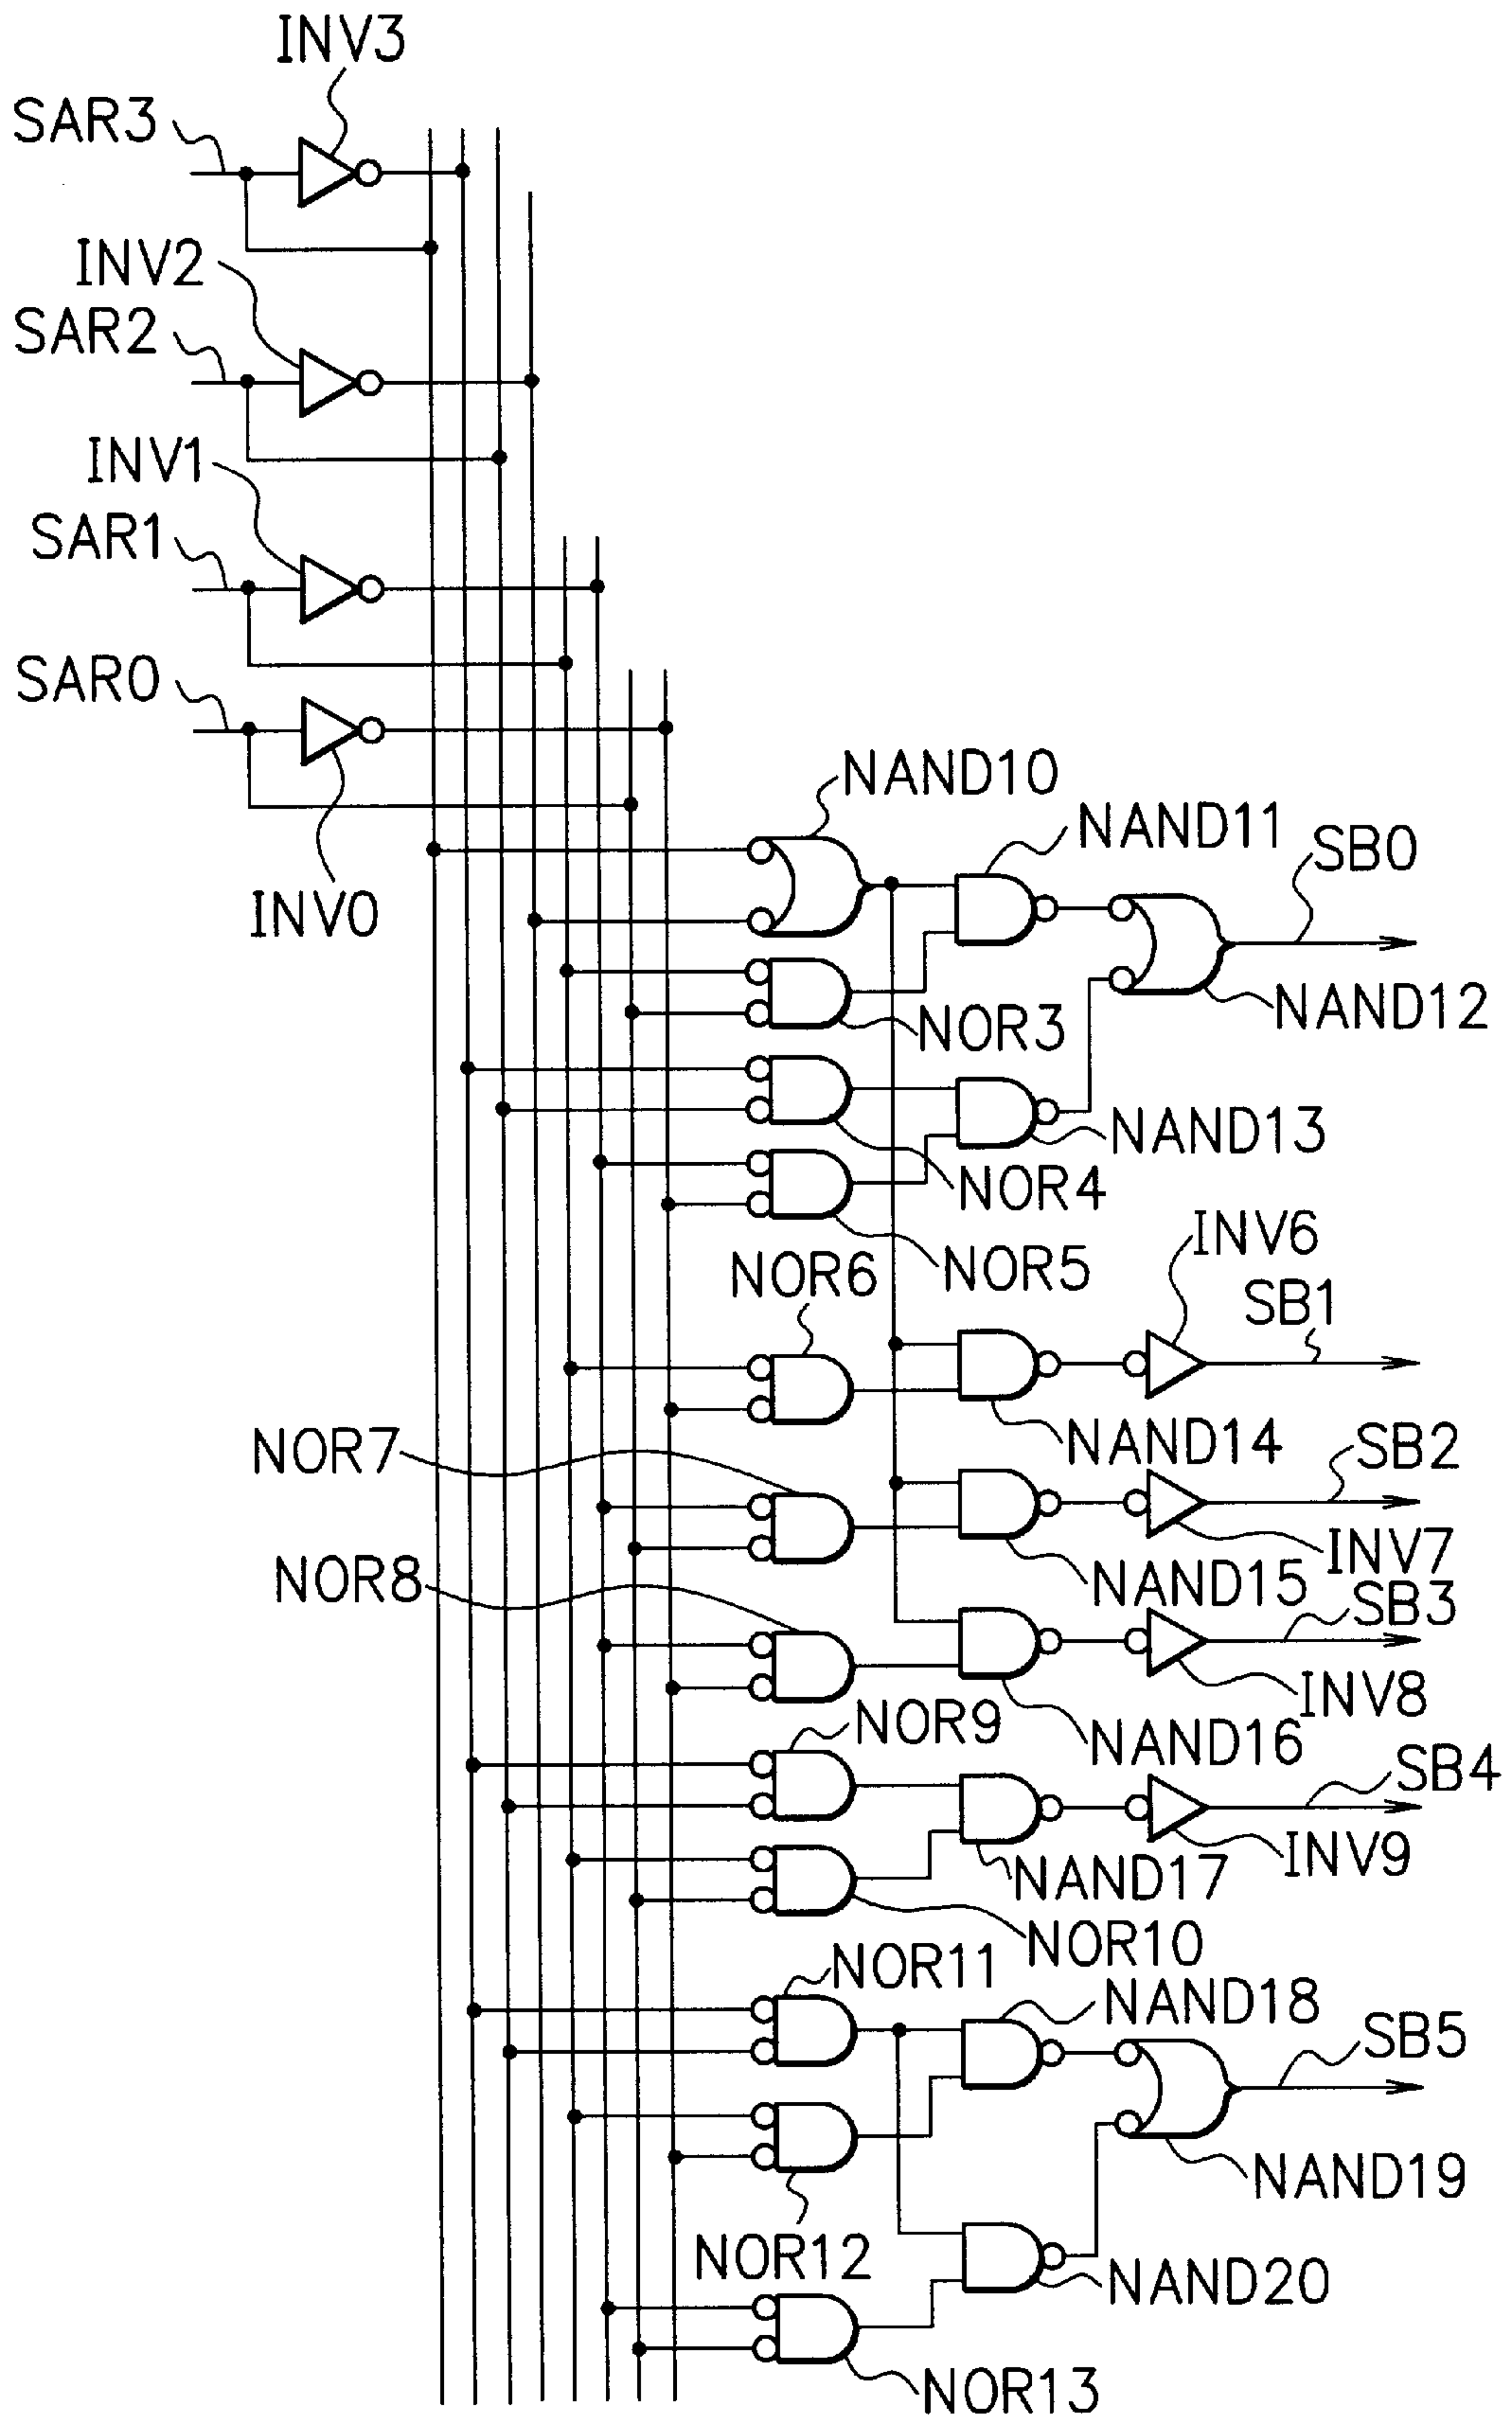 INV3
SAR3
INV2
SAR2
INV1
SAR1
SAR0
NAND10
NAND11
SB0
INV0
NAND12
NOR3
NAND13
NOR4
INV6
NOR5
NOR6
SB1
NAND14
SB2
NOR7
INV7
NOR8
NAND15
SB3
INV8
NOR9
NAND16
SB4
INV9
NAND17
NOR10
NOR11
NAND18
SB5
NAND19
NOR12
NAND20
NOR13